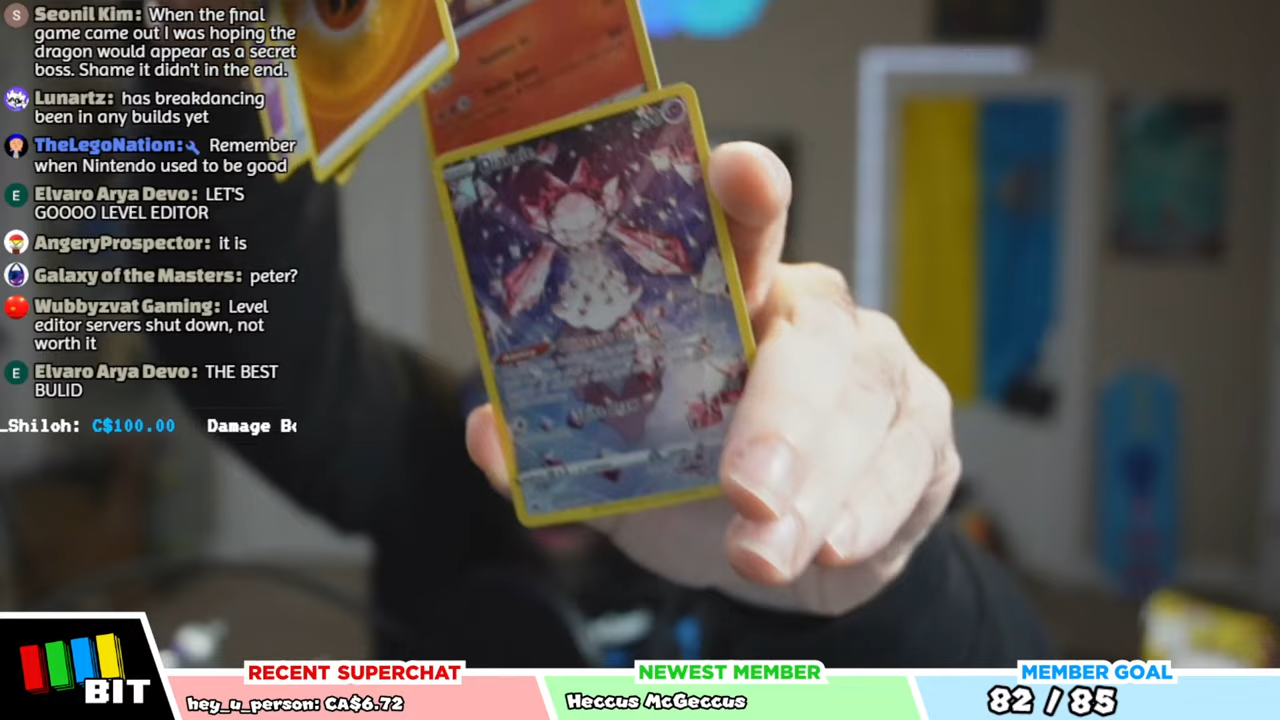 Seonil Kim: When the final
game came out I was hoping the
dragon would appear as a secret
boss. Shame it didn't in the end.
Lunartz: has breakdancing
been in any builds yet
TheLegoNation: Remember
when Nintendo used to be good
Elvaro Arya Devo: LET'S
GOOOO LEVEL EDITOR
AngeryProspector: it is
Galaxy of the Masters: peter?
Wubbyzvat Gaming: Level
editor servers shut down, not
worth it
Elvaro Arya Devo: THE BEST
BULID
_Shiloh: C$100.00 Damage Bo
BIT
RECENT SUPERCHAT
hey_u_person: CA$6.72
NEWEST MEMBER
Heccus McGeccus
MEMBER GOAL
82 / 85